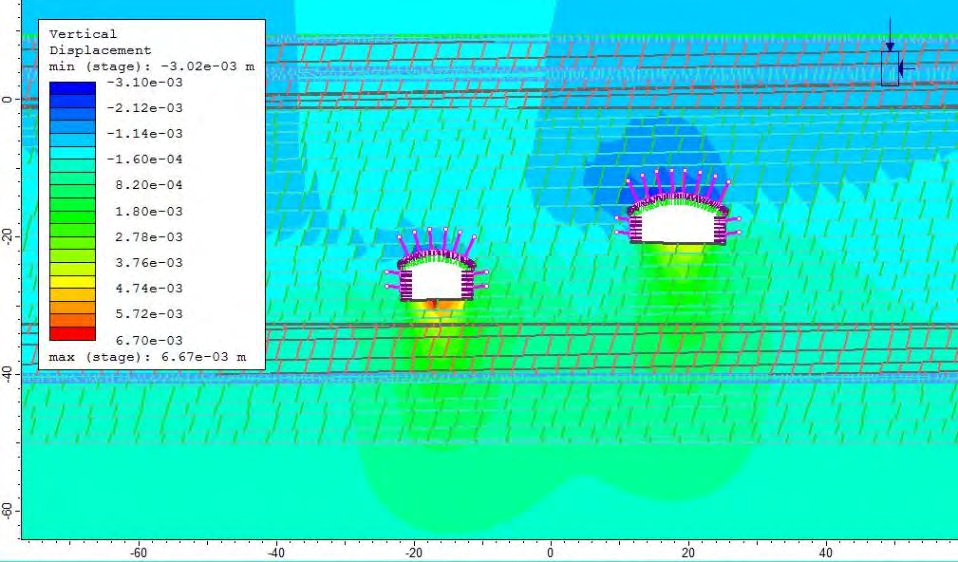 Vertical
Displacement
min (stage): -3.02e-03 m
-3.10e-03
-2.12e-03
-1.14e-03
-1.60e-04
8.20e-04
1.80e-03
2.78e-03
3.76e-03
4.74e-03
5.72e-03
6.70e-03
max (stage): 6.67e-03 m
0
-20
-40
-60
-60
-40
-20
0
20
40